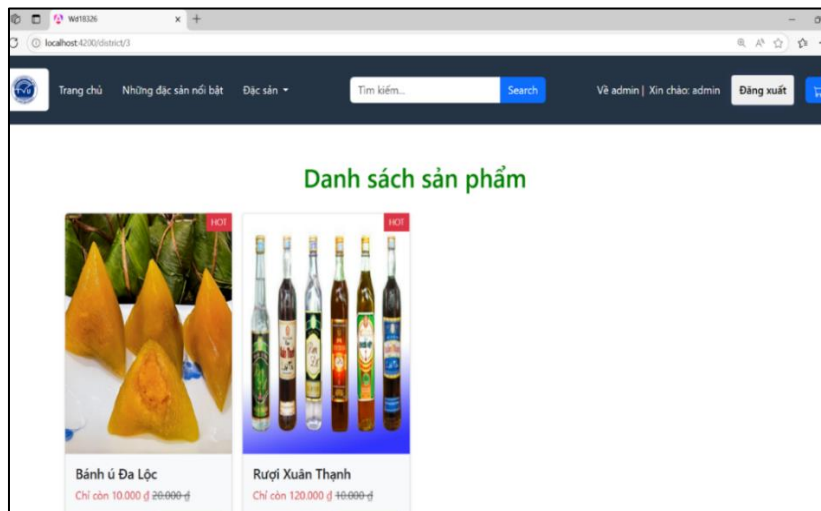 Wd18326
localhost:4200/district/3
TVU
Trang chủ Những đặc sản nổi bật Đặc sản Tìm kiếm... Search Về admin | Xin chào: admin Đăng xuất
Danh sách sản phẩm
HOT HOT
Bánh ú Đa Lộc Rượi Xuân Thạnh
Chỉ còn 10.000 ₫ 20.000 ₫ Chỉ còn 120.000 ₫ 10.000 ₫